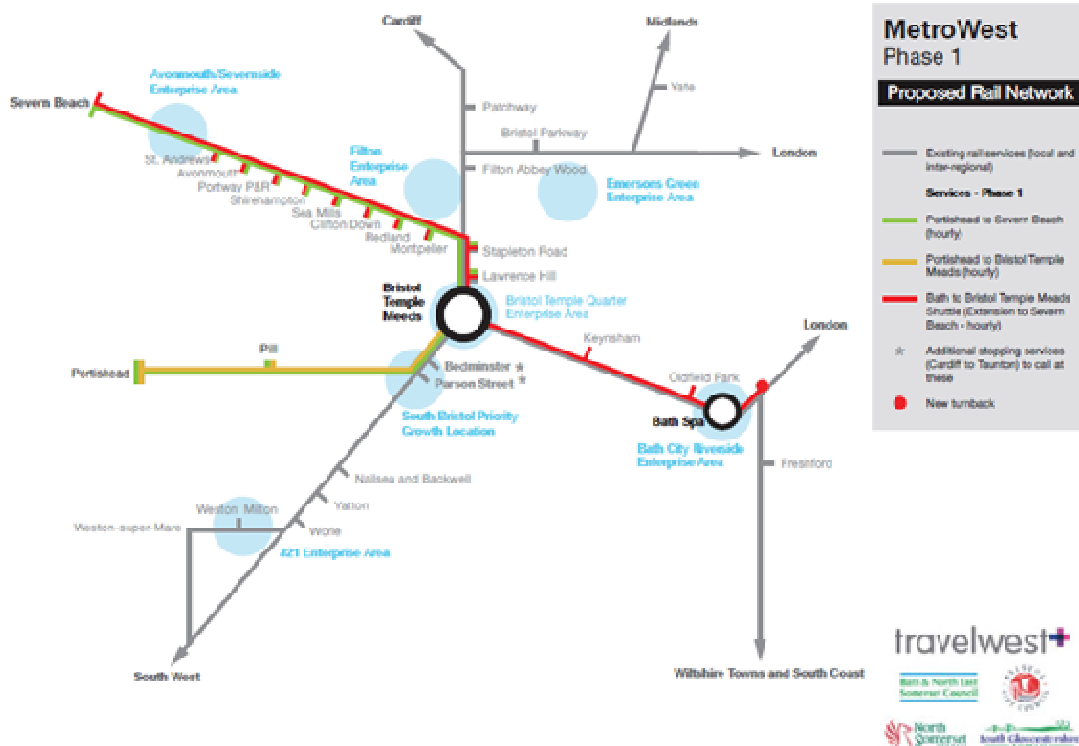 Cardiff
Midlands
MetroWest
Phase 1
Proposed Rail Network
Avonmouth/Severnside
Enterprise Area
Severn Beach
Patchway
Yate
Bristol Parkway
London
Filton
Enterprise
Area
Filton Abbey Wood
Emersons Green
Enterprise Area
St. Andrews
Avonmouth
Portway P&R
Shirehampton
Sea Mills
Clifton Down
Redland
Montpelier
Stapleton Road
Lawrence Hill
Bristol
Temple
Meads
Bristol Temple Quarter
Enterprise Area
Keynsham
London
Oldfield Park
Bath Spa
Bath City Riverside
Enterprise Area
Freshford
Pill
Portishead
Bedminster *
Parson Street *
South Bristol Priority
Growth Location
Nailsea and Backwell
Yatton
Worle
Weston Milton
Weston-super-Mare
J21 Enterprise Area
South West
Wiltshire Towns and South Coast
Existing rail services (local and
inter-regional)
Services - Phase 1
Portishead to Severn Beach
(hourly)
Portishead to Bristol Temple
Meads (hourly)
Bath to Bristol Temple Meads
Shuttle (Extension to Severn
Beach - hourly)
* Additional stopping services
(Cardiff to Taunton) to call at
these
New turnback
travelwest+
Bath & North East
Somerset Council
North
Somerset
South Gloucestershire